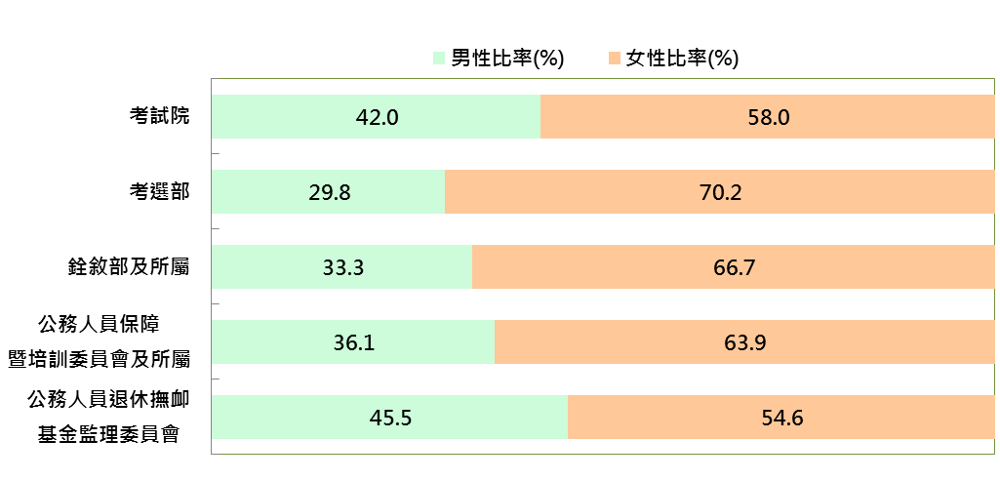 男性比率(%) 女性比率(%)
考試院 42.0 58.0
考選部 29.8 70.2
銓敘部及所屬 33.3 66.7
公務人員保障
暨培訓委員會及所屬 36.1 63.9
公務人員退休撫卹
基金監理委員會 45.5 54.6